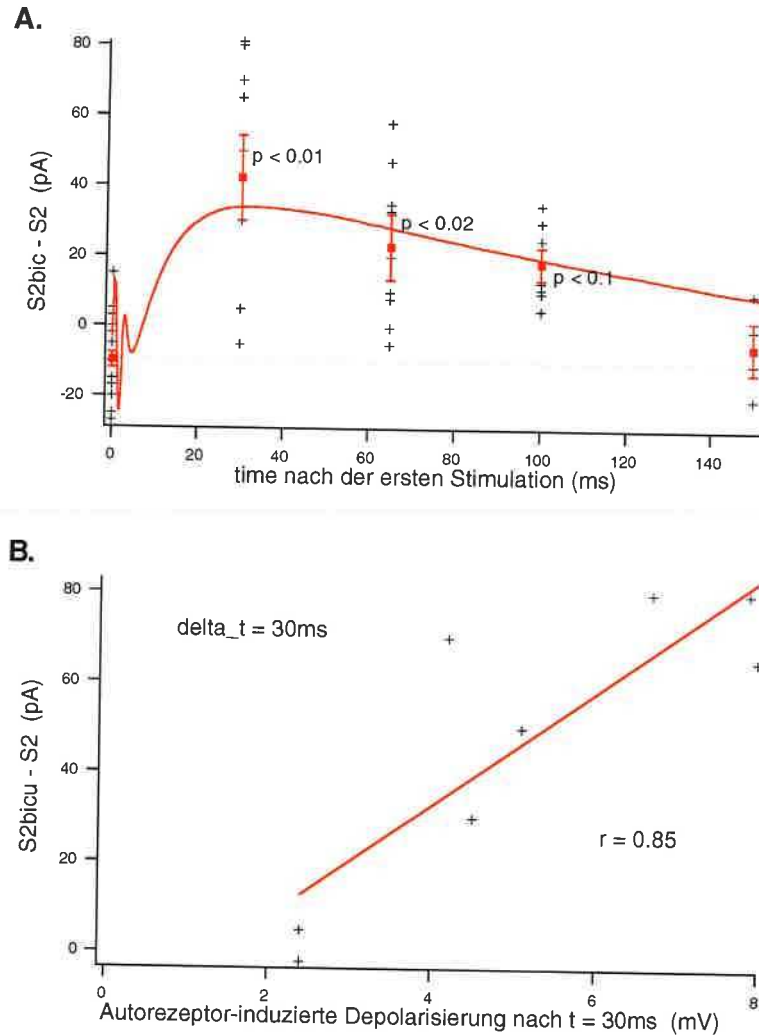 A.
80
60
40
20
0
-20
S2bic - S2 (pA)
p < 0.01
p < 0.02
p < 0.1
0 20 40 60 80 100 120 140
time nach der ersten Stimulation (ms)
B.
80
60
40
20
0
S2bicu - S2 (pA)
delta_t = 30ms
r = 0.85
0 2 4 6 8
Autorezeptor-induzierte Depolarisierung nach t = 30ms (mV)